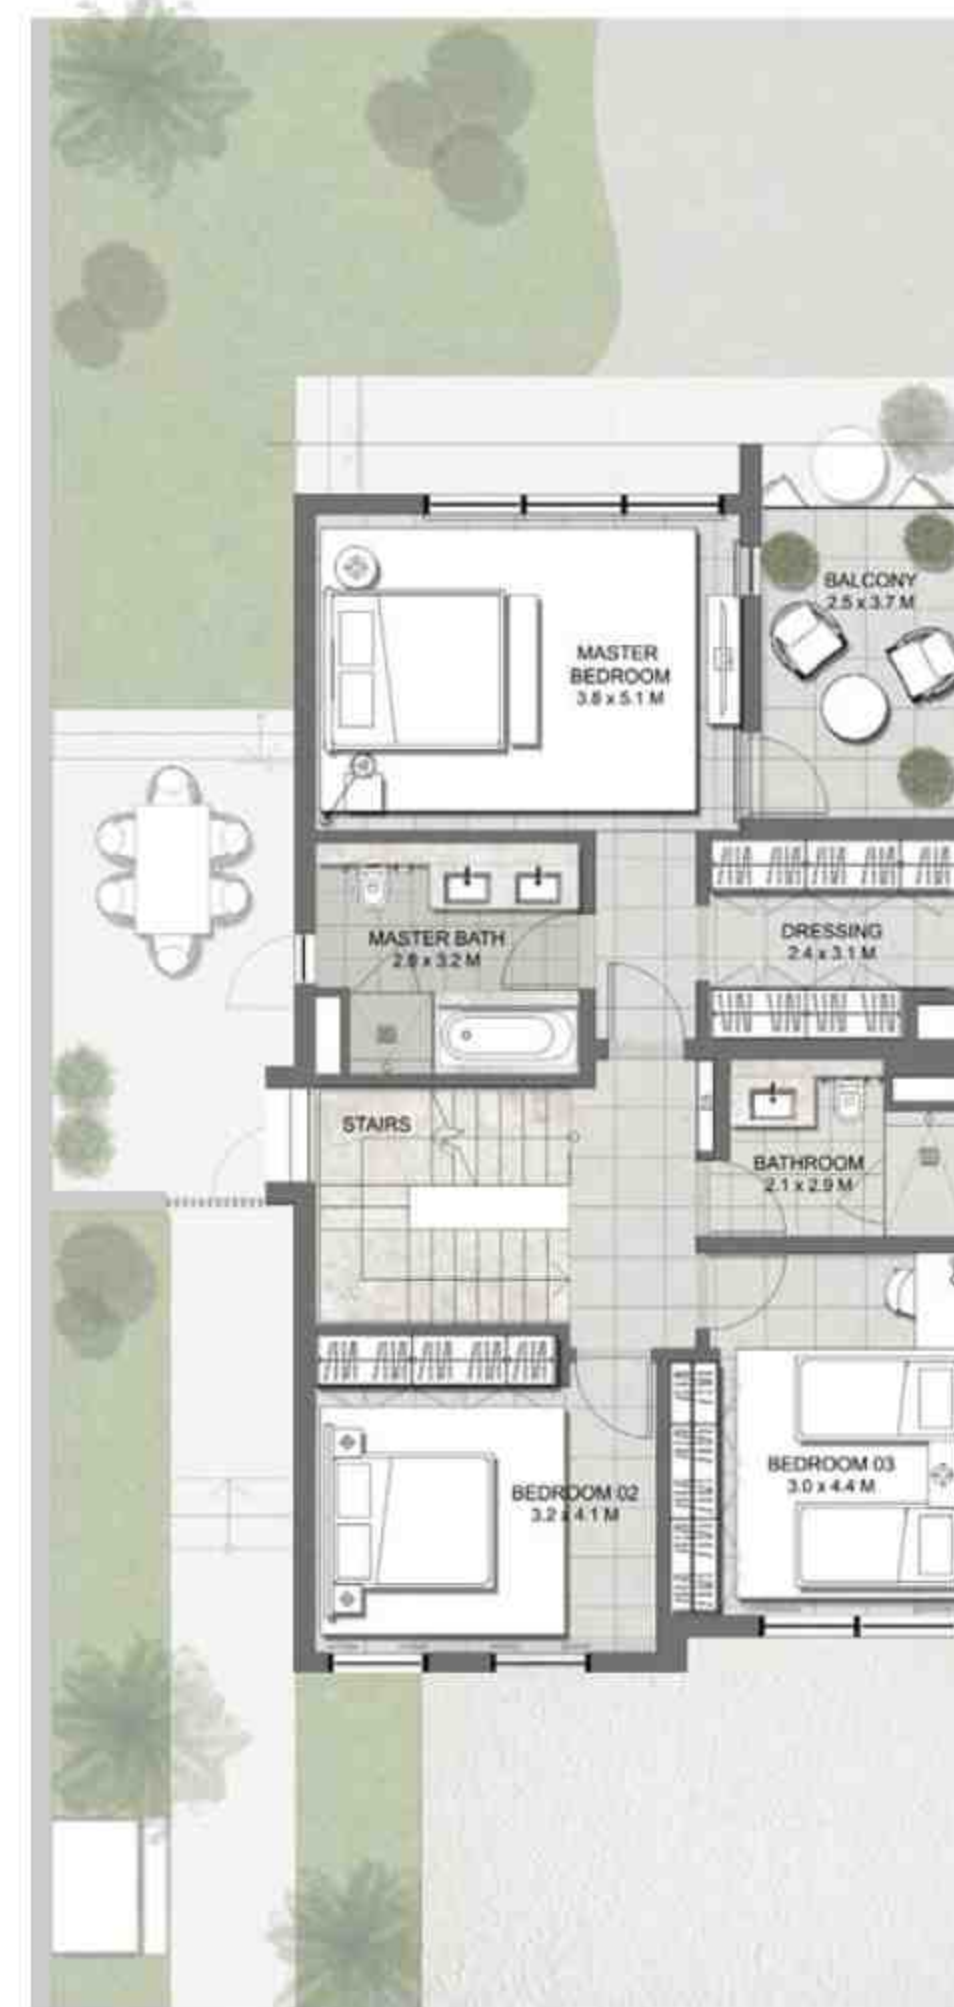 BALCONY
2.5 x 3.7 M
MASTER
BEDROOM
3.8 x 5.1 M
MASTER BATH
2.8 x 3.2 M
DRESSING
2.4 x 3.1 M
STAIRS
BATHROOM
2.1 x 2.9 M
BEDROOM 03
3.0 x 4.4 M
BEDROOM 02
3.2 x 4.1 M